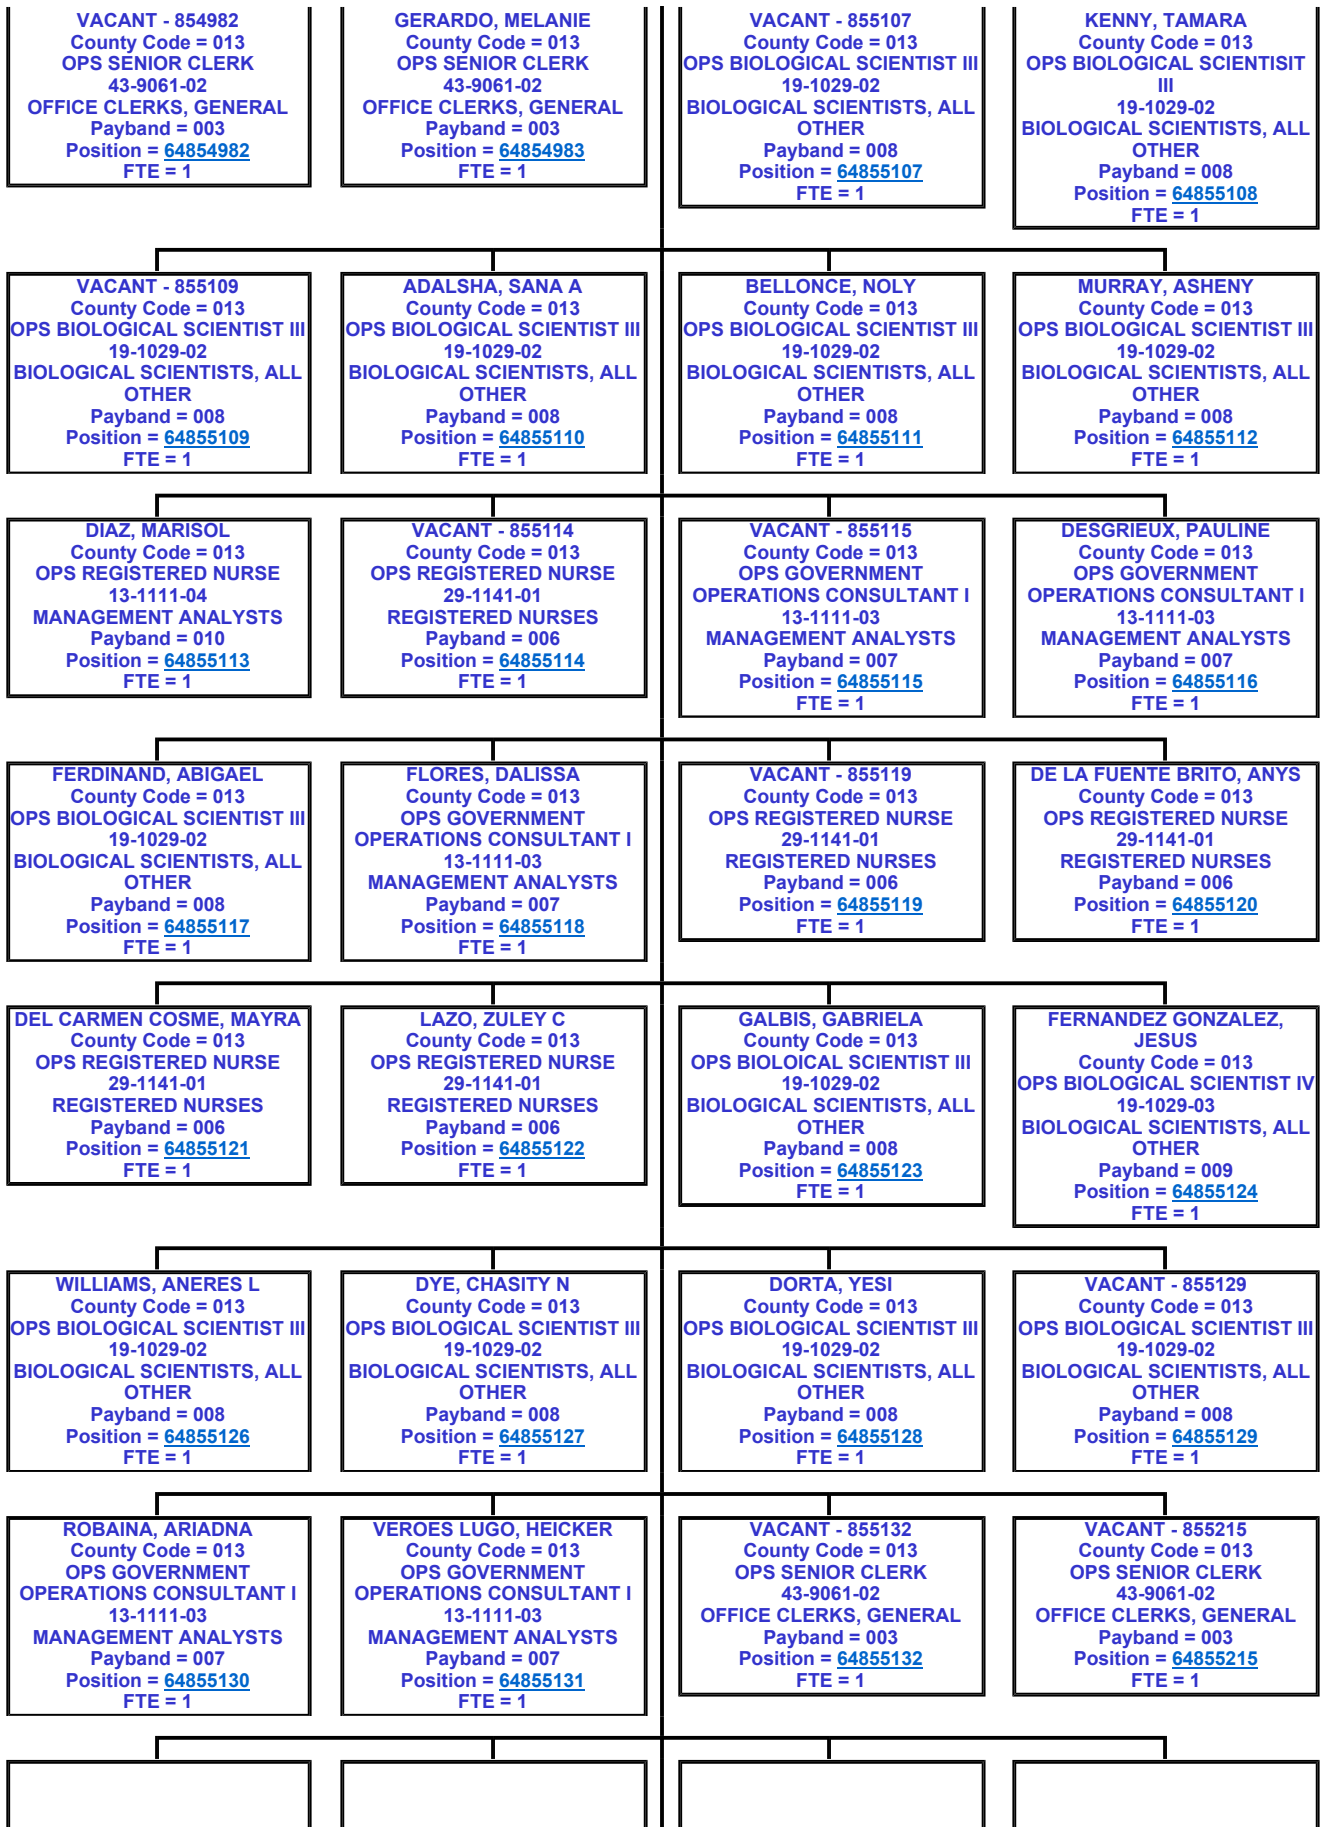 VACANT - 854982
County Code = 013
OPS SENIOR CLERK
43-9061-02
OFFICE CLERKS, GENERAL
Payband = 003
Position = 64854982
FTE = 1
GERARDO, MELANIE
County Code = 013
OPS SENIOR CLERK
43-9061-02
OFFICE CLERKS, GENERAL
Payband = 003
Position = 64854983
FTE = 1
VACANT - 855107
County Code = 013
OPS BIOLOGICAL SCIENTIST III
19-1029-02
BIOLOGICAL SCIENTISTS, ALL
OTHER
Payband = 008
Position = 64855107
FTE = 1
KENNY, TAMARA
County Code = 013
OPS BIOLOGICAL SCIENTISIT
III
19-1029-02
BIOLOGICAL SCIENTISTS, ALL
OTHER
Payband = 008
Position = 64855108
FTE = 1
VACANT - 855109
County Code = 013
OPS BIOLOGICAL SCIENTIST III
19-1029-02
BIOLOGICAL SCIENTISTS, ALL
OTHER
Payband = 008
Position = 64855109
FTE = 1
ADALSHA, SANA A
County Code = 013
OPS BIOLOGICAL SCIENTIST III
19-1029-02
BIOLOGICAL SCIENTISTS, ALL
OTHER
Payband = 008
Position = 64855110
FTE = 1
BELLONCE, NOLY
County Code = 013
OPS BIOLOGICAL SCIENTIST III
19-1029-02
BIOLOGICAL SCIENTISTS, ALL
OTHER
Payband = 008
Position = 64855111
FTE = 1
MURRAY, ASHENY
County Code = 013
OPS BIOLOGICAL SCIENTIST III
19-1029-02
BIOLOGICAL SCIENTISTS, ALL
OTHER
Payband = 008
Position = 64855112
FTE = 1
DIAZ, MARISOL
County Code = 013
OPS REGISTERED NURSE
13-1111-04
MANAGEMENT ANALYSTS
Payband = 010
Position = 64855113
FTE = 1
VACANT - 855114
County Code = 013
OPS REGISTERED NURSE
29-1141-01
REGISTERED NURSES
Payband = 006
Position = 64855114
FTE = 1
VACANT - 855115
County Code = 013
OPS GOVERNMENT
OPERATIONS CONSULTANT I
13-1111-03
MANAGEMENT ANALYSTS
Payband = 007
Position = 64855115
FTE = 1
DESGRIEUX, PAULINE
County Code = 013
OPS GOVERNMENT
OPERATIONS CONSULTANT I
13-1111-03
MANAGEMENT ANALYSTS
Payband = 007
Position = 64855116
FTE = 1
FERDINAND, ABIGAEL
County Code = 013
OPS BIOLOGICAL SCIENTIST III
19-1029-02
BIOLOGICAL SCIENTISTS, ALL
OTHER
Payband = 008
Position = 64855117
FTE = 1
FLORES, DALISSA
County Code = 013
OPS GOVERNMENT
OPERATIONS CONSULTANT I
13-1111-03
MANAGEMENT ANALYSTS
Payband = 007
Position = 64855118
FTE = 1
VACANT - 855119
County Code = 013
OPS REGISTERED NURSE
29-1141-01
REGISTERED NURSES
Payband = 006
Position = 64855119
FTE = 1
DE LA FUENTE BRITO, ANYS
County Code = 013
OPS REGISTERED NURSE
29-1141-01
REGISTERED NURSES
Payband = 006
Position = 64855120
FTE = 1
DEL CARMEN COSME, MAYRA
County Code = 013
OPS REGISTERED NURSE
29-1141-01
REGISTERED NURSES
Payband = 006
Position = 64855121
FTE = 1
LAZO, ZULEY C
County Code = 013
OPS REGISTERED NURSE
29-1141-01
REGISTERED NURSES
Payband = 006
Position = 64855122
FTE = 1
GALBIS, GABRIELA
County Code = 013
OPS BIOLOICAL SCIENTIST III
19-1029-02
BIOLOGICAL SCIENTISTS, ALL
OTHER
Payband = 008
Position = 64855123
FTE = 1
FERNANDEZ GONZALEZ,
JESUS
County Code = 013
OPS BIOLOGICAL SCIENTIST IV
19-1029-03
BIOLOGICAL SCIENTISTS, ALL
OTHER
Payband = 009
Position = 64855124
FTE = 1
WILLIAMS, ANERES L
County Code = 013
OPS BIOLOGICAL SCIENTIST III
19-1029-02
BIOLOGICAL SCIENTISTS, ALL
OTHER
Payband = 008
Position = 64855126
FTE = 1
DYE, CHASITY N
County Code = 013
OPS BIOLOGICAL SCIENTIST III
19-1029-02
BIOLOGICAL SCIENTISTS, ALL
OTHER
Payband = 008
Position = 64855127
FTE = 1
DORTA, YESI
County Code = 013
OPS BIOLOGICAL SCIENTIST III
19-1029-02
BIOLOGICAL SCIENTISTS, ALL
OTHER
Payband = 008
Position = 64855128
FTE = 1
VACANT - 855129
County Code = 013
OPS BIOLOGICAL SCIENTIST III
19-1029-02
BIOLOGICAL SCIENTISTS, ALL
OTHER
Payband = 008
Position = 64855129
FTE = 1
ROBAINA, ARIADNA
County Code = 013
OPS GOVERNMENT
OPERATIONS CONSULTANT I
13-1111-03
MANAGEMENT ANALYSTS
Payband = 007
Position = 64855130
FTE = 1
VEROES LUGO, HEICKER
County Code = 013
OPS GOVERNMENT
OPERATIONS CONSULTANT I
13-1111-03
MANAGEMENT ANALYSTS
Payband = 007
Position = 64855131
FTE = 1
VACANT - 855132
County Code = 013
OPS SENIOR CLERK
43-9061-02
OFFICE CLERKS, GENERAL
Payband = 003
Position = 64855132
FTE = 1
VACANT - 855215
County Code = 013
OPS SENIOR CLERK
43-9061-02
OFFICE CLERKS, GENERAL
Payband = 003
Position = 64855215
FTE = 1